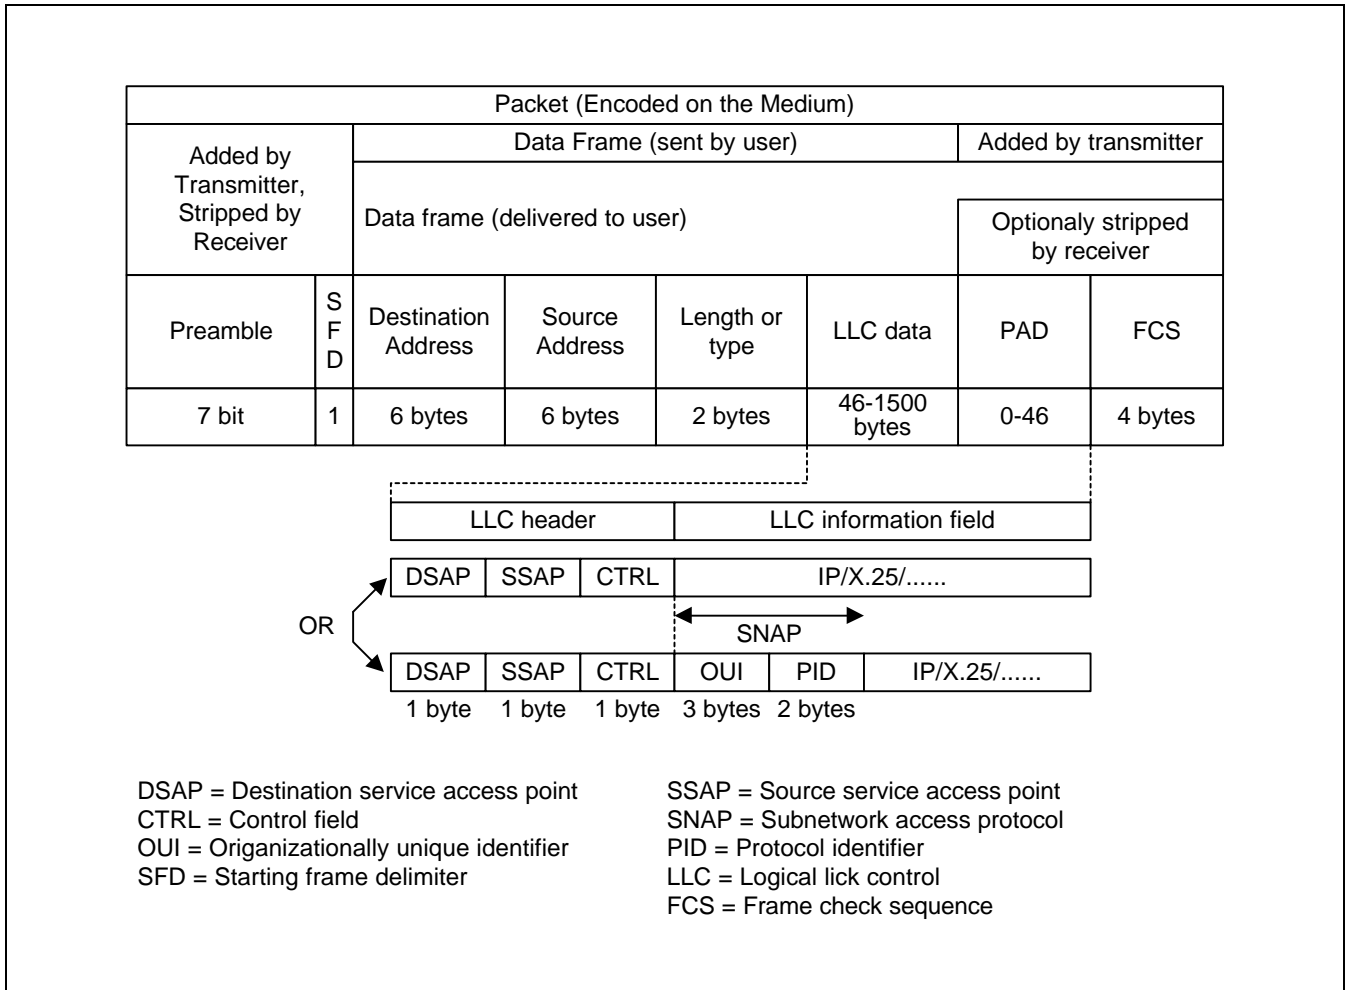 Packet (Encoded on the Medium)
Added by
Transmitter,
Stripped by
Receiver
Data Frame (sent by user)
Added by transmitter
Data frame (delivered to user)
Optionaly stripped
by receiver
Preamble
S
F
D
Destination
Address
Source
Address
Length or
type
LLC data
PAD
FCS
7 bit
1
6 bytes
6 bytes
2 bytes
46-1500
bytes
0-46
4 bytes
LLC header
LLC information field
DSAP
SSAP
CTRL
IP/X.25/......
OR
SNAP
DSAP
SSAP
CTRL
OUI
PID
IP/X.25/......
1 byte
1 byte
1 byte
3 bytes
2 bytes
DSAP = Destination service access point
CTRL = Control field
OUI = Origanizationally unique identifier
SFD = Starting frame delimiter
SSAP = Source service access point
SNAP = Subnetwork access protocol
PID = Protocol identifier
LLC = Logical lick control
FCS = Frame check sequence